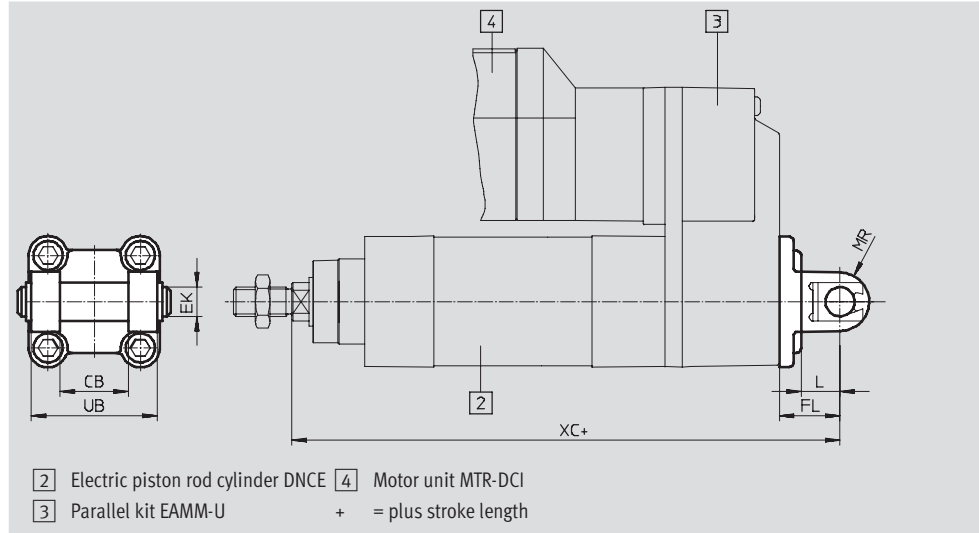 4
3
MR
EK
CB
UB
L
FL
2
XC+
2 Electric piston rod cylinder DNCE 4 Motor unit MTR-DCI
3 Parallel kit EAMM-U + = plus stroke length